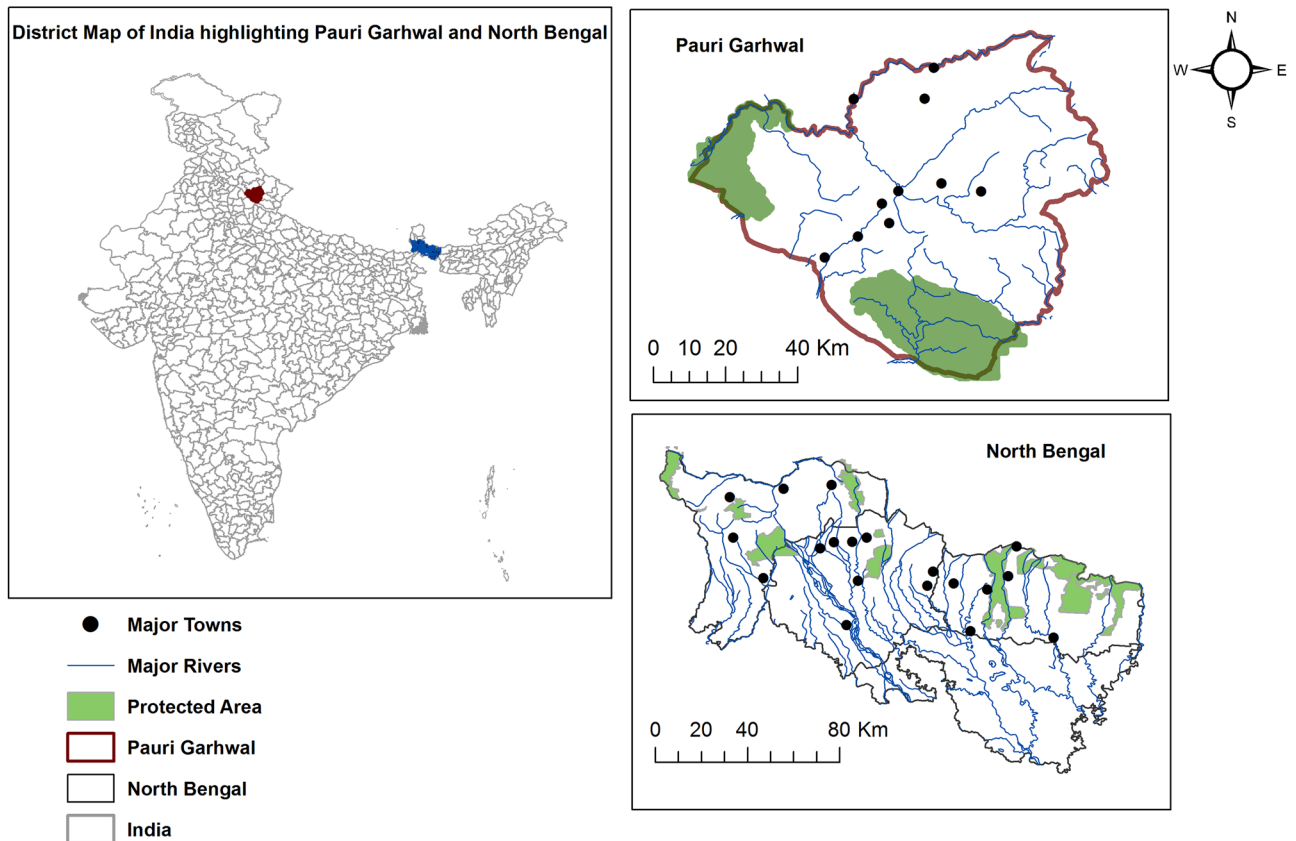 District Map of India highlighting Pauri Garhwal and North Bengal
Pauri Garhwal
0 10 20 40 Km
N
W E
S
North Bengal
0 20 40 80 Km
Major Towns
Major Rivers
Protected Area
Pauri Garhwal
North Bengal
India